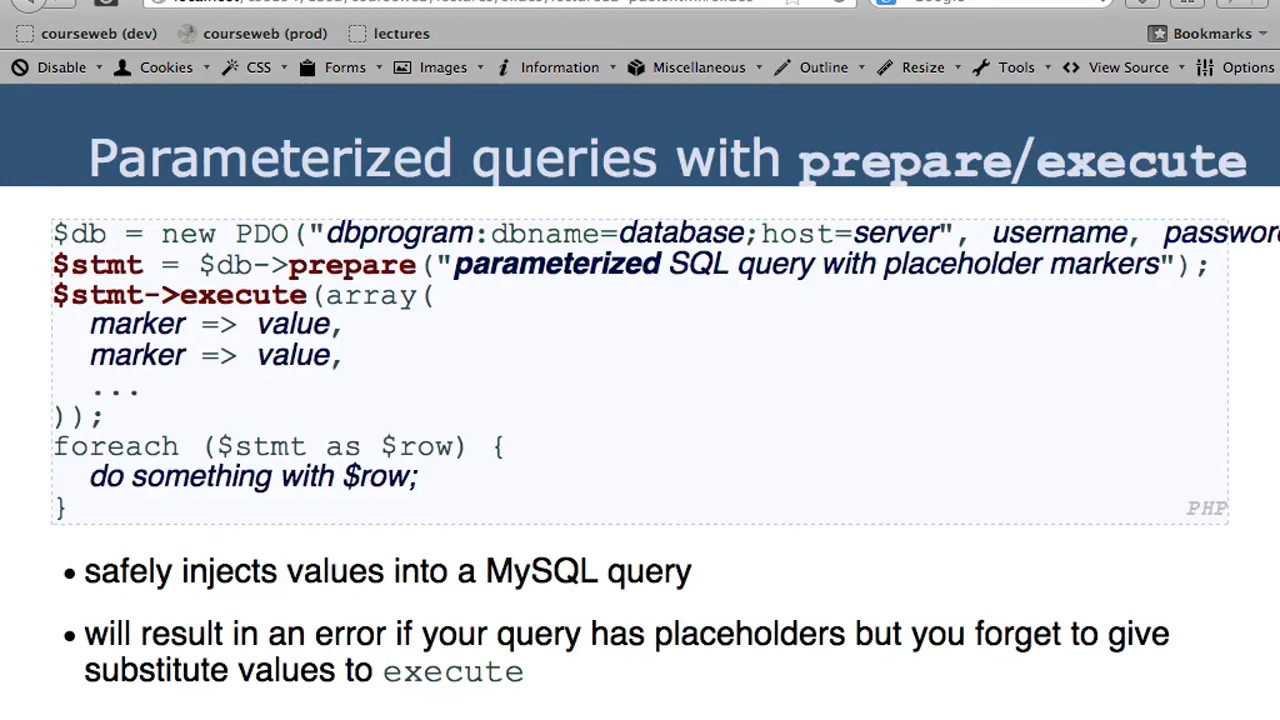 courseweb (dev) courseweb (prod) lectures Bookmarks
Disable Cookies CSS Forms Images Information Miscellaneous Outline Resize Tools View Source Options
Parameterized queries with prepare/execute
$db = new PDO("dbprogram:dbname=database;host=server", username, password
$stmt = $db->prepare("parameterized SQL query with placeholder markers");
$stmt->execute(array(
marker => value,
marker => value,
...
));
foreach ($stmt as $row) {
do something with $row;
}
PHP
• safely injects values into a MySQL query
• will result in an error if your query has placeholders but you forget to give
substitute values to execute